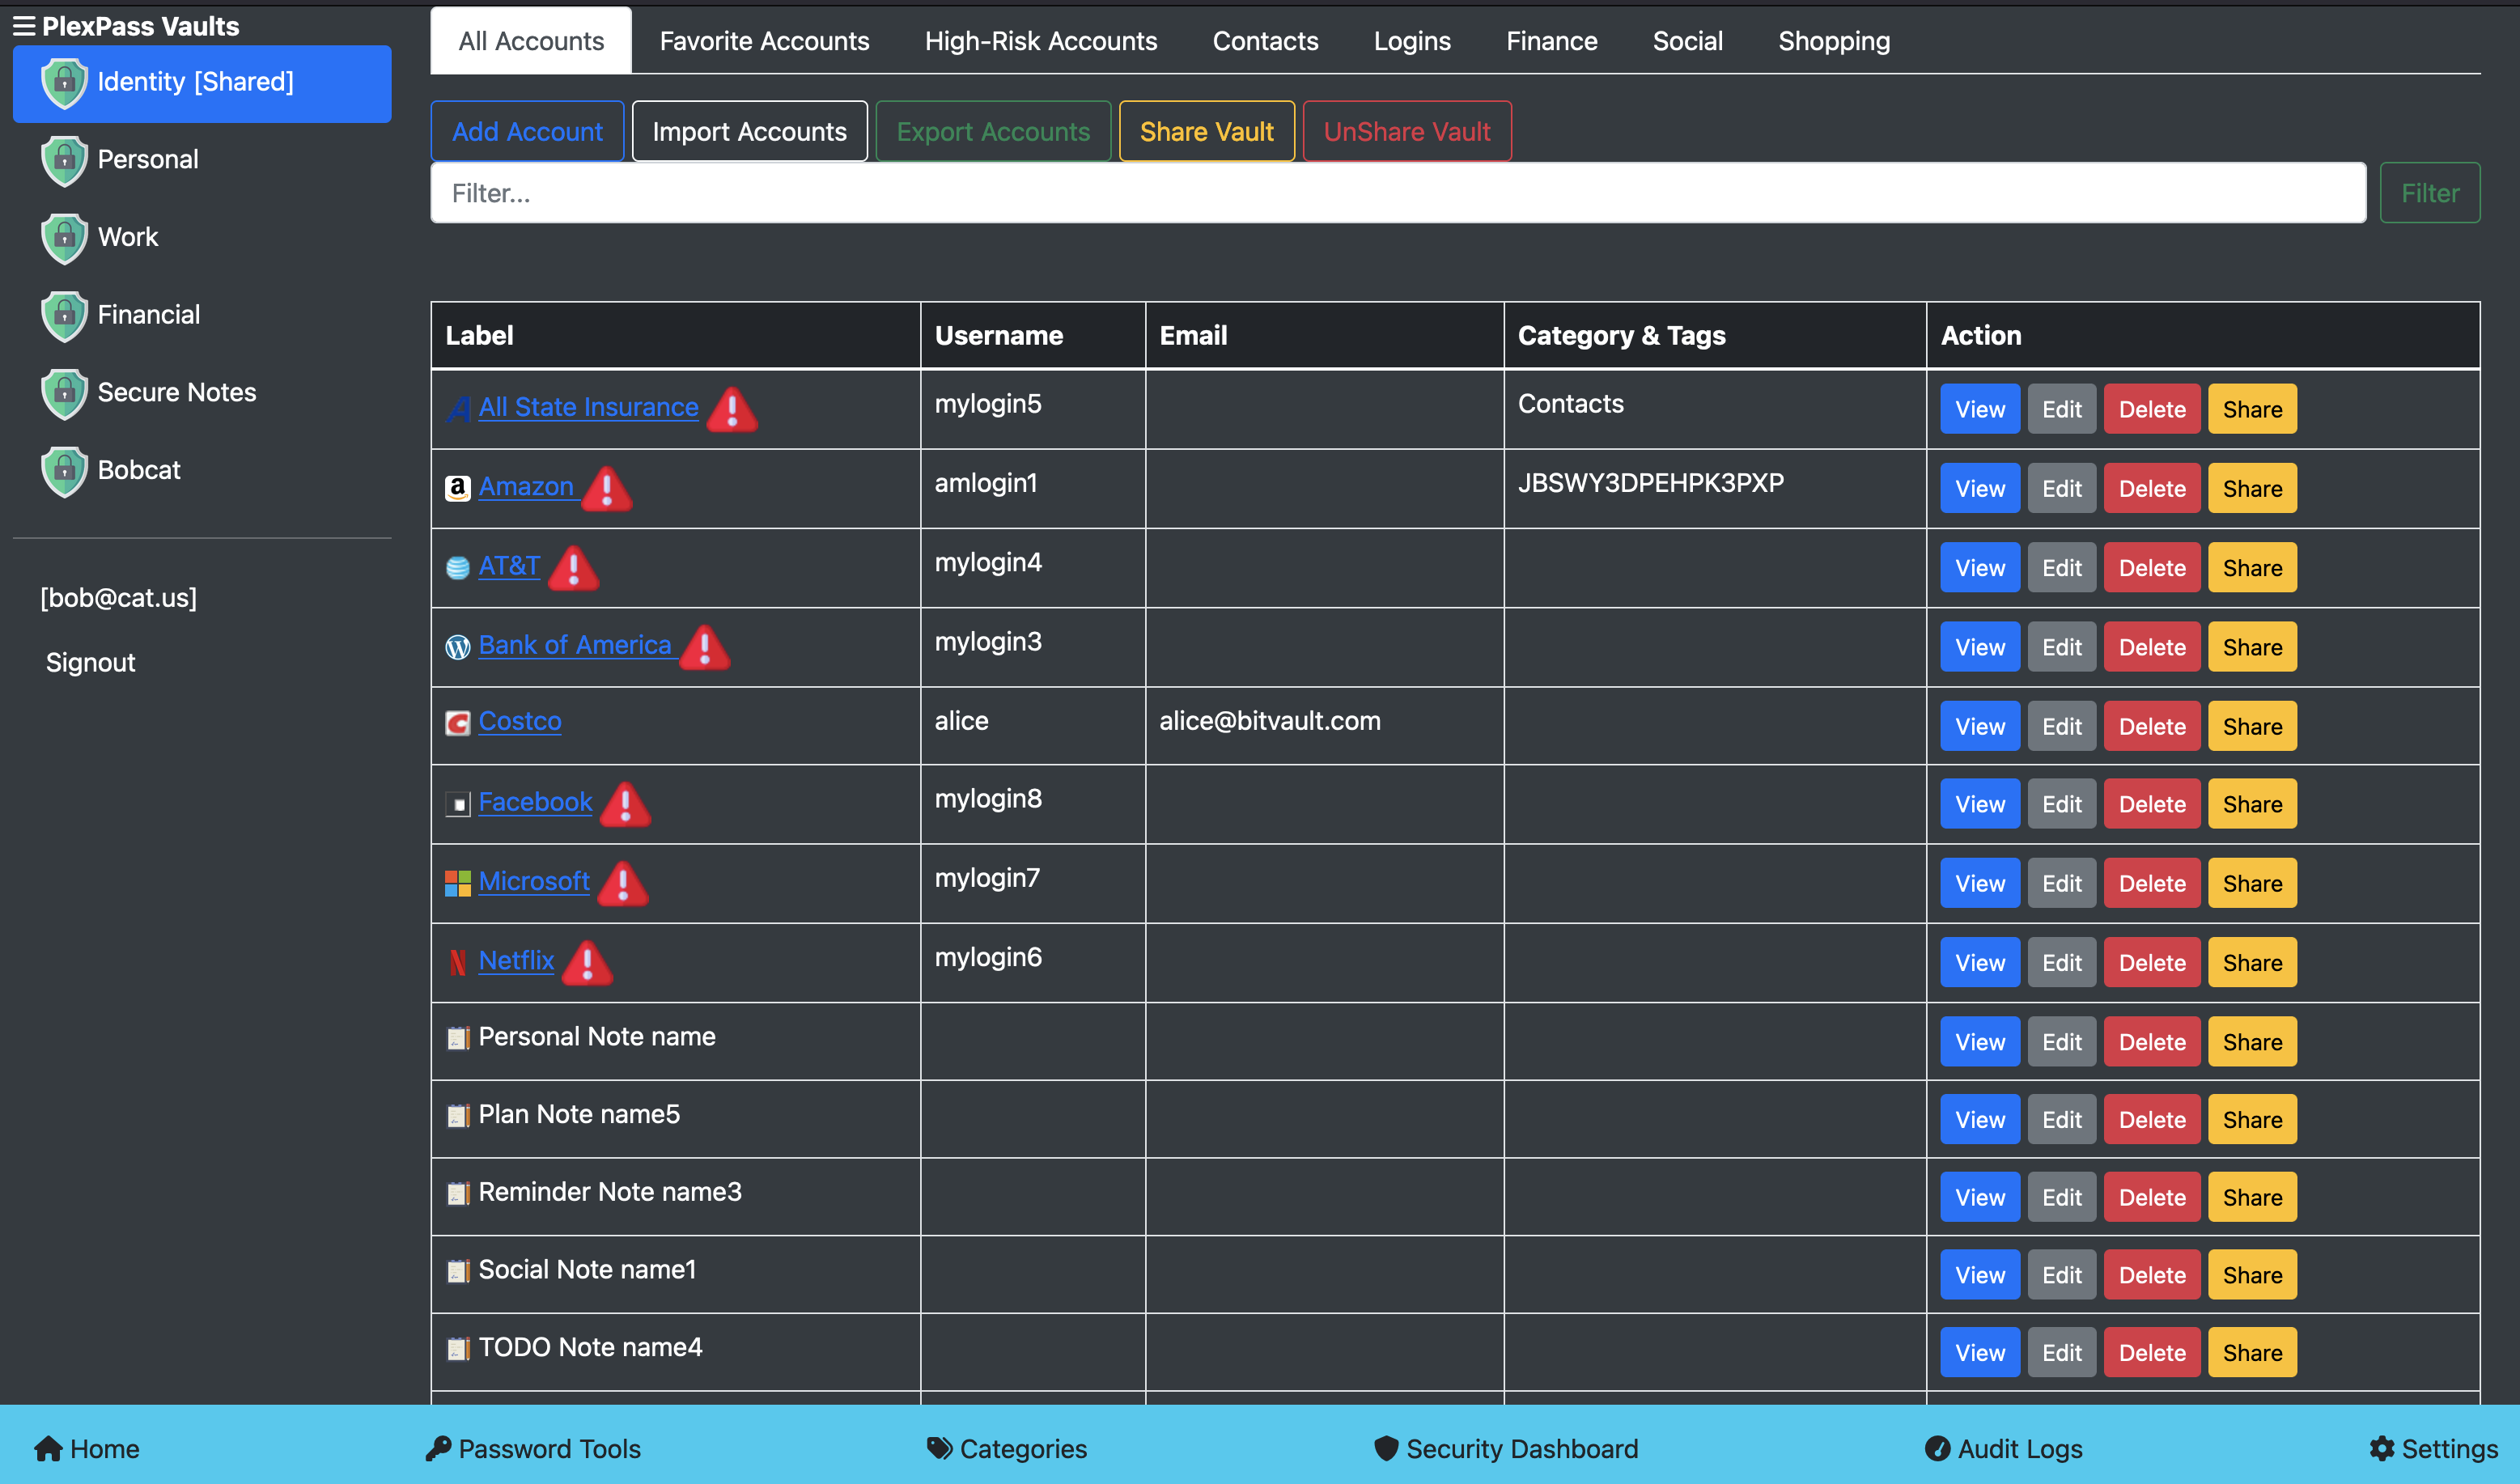 PlexPass Vaults
Identity [Shared]
Personal
Work
Financial
Secure Notes
Bobcat
[bob@cat.us]
Signout
All Accounts Favorite Accounts High-Risk Accounts Contacts Logins Finance Social Shopping
Add Account Import Accounts Export Accounts Share Vault UnShare Vault
Filter... Filter
Label Username Email Category & Tags Action
All State Insurance mylogin5 Contacts View Edit Delete Share
a Amazon amlogin1 JBSWY3DPEHPK3PXP View Edit Delete Share
AT&T mylogin4 View Edit Delete Share
Bank of America mylogin3 View Edit Delete Share
Costco alice alice@bitvault.com View Edit Delete Share
Facebook mylogin8 View Edit Delete Share
Microsoft mylogin7 View Edit Delete Share
Netflix mylogin6 View Edit Delete Share
Personal Note name View Edit Delete Share
Plan Note name5 View Edit Delete Share
Reminder Note name3 View Edit Delete Share
Social Note name1 View Edit Delete Share
TODO Note name4 View Edit Delete Share
Home Password Tools Categories Security Dashboard Audit Logs Settings